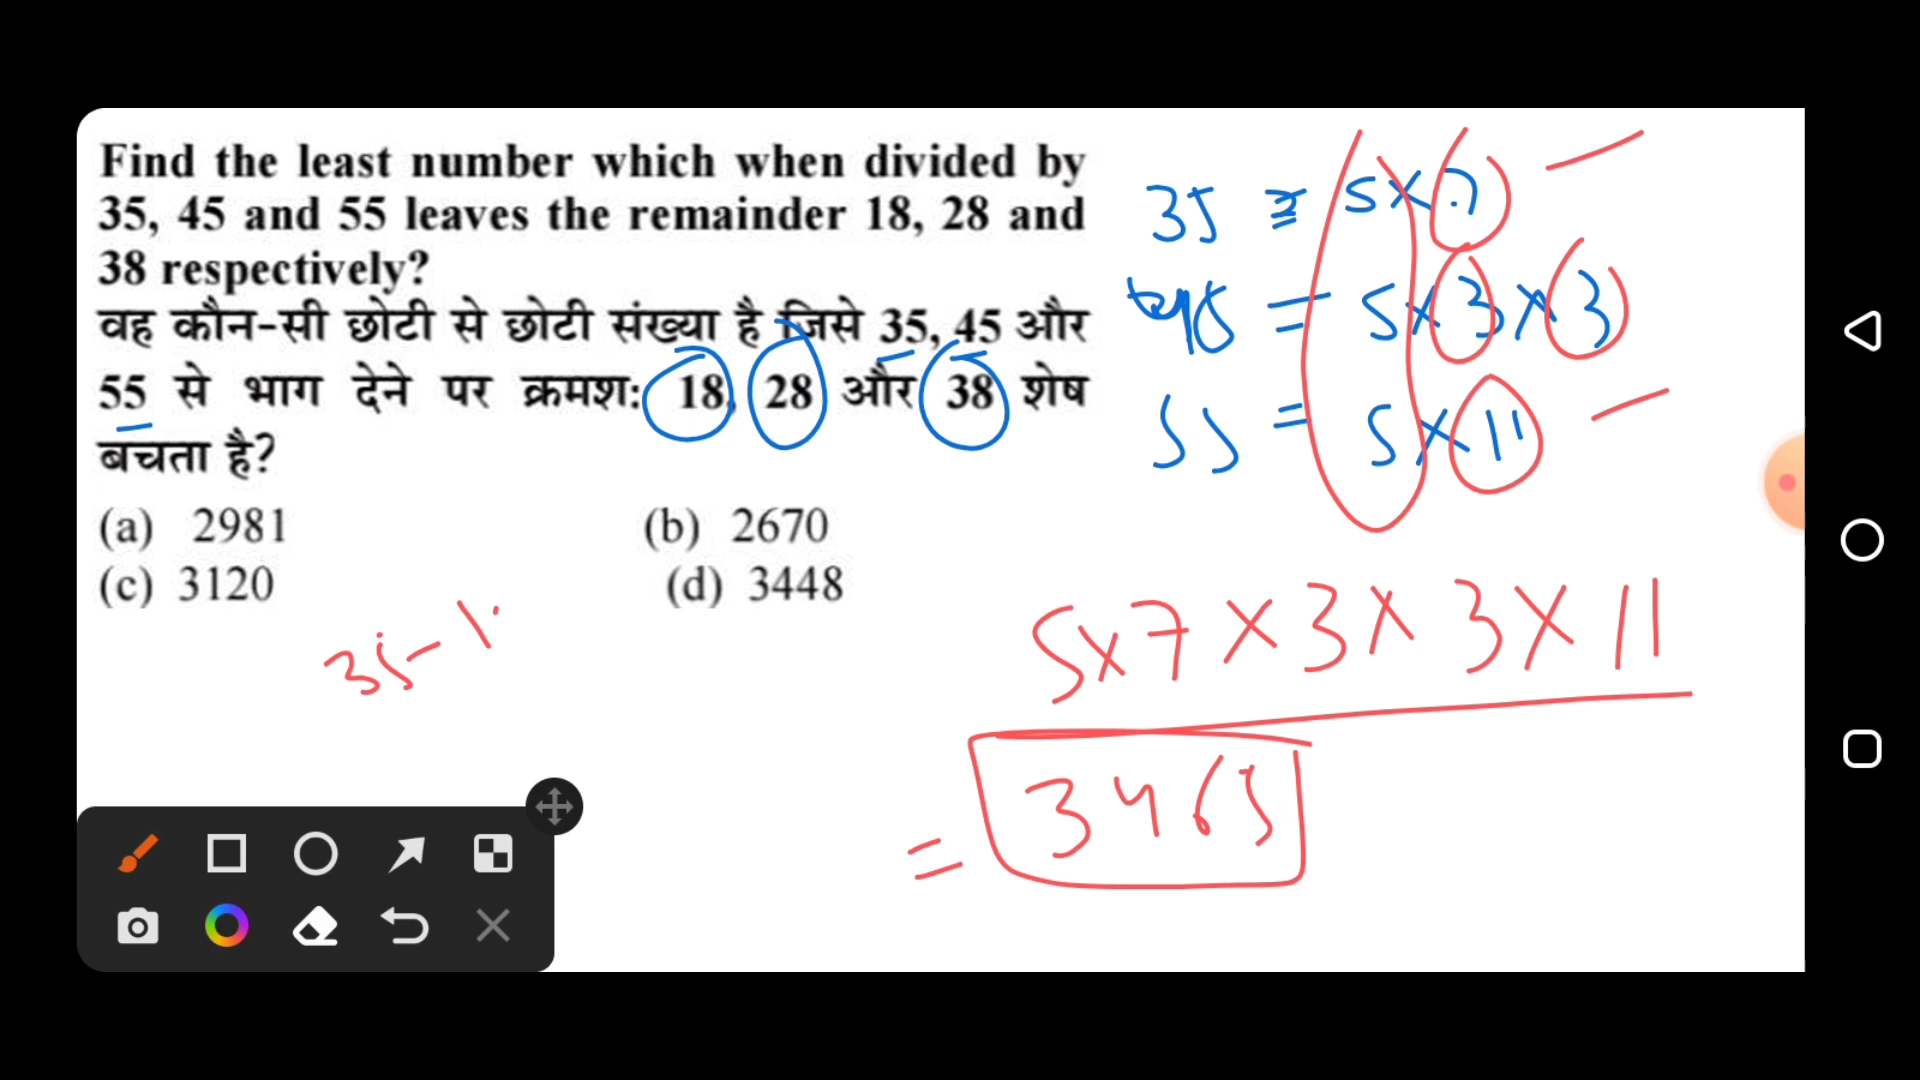 Find the least number which when divided by
35, 45 and 55 leaves the remainder 18, 28 and
38 respectively?
वह कौन-सी छोटी से छोटी संख्या है जिसे 35, 45 और
55 से भाग देने पर क्रमश: 18, 28 और 38 शेष
बचता है?
(a) 2981 (b) 2670
(c) 3120 (d) 3448
35 = 5×7
45 = 5×3×3
55 = 5×11
5×7×3×3×11
= 3465
35-1